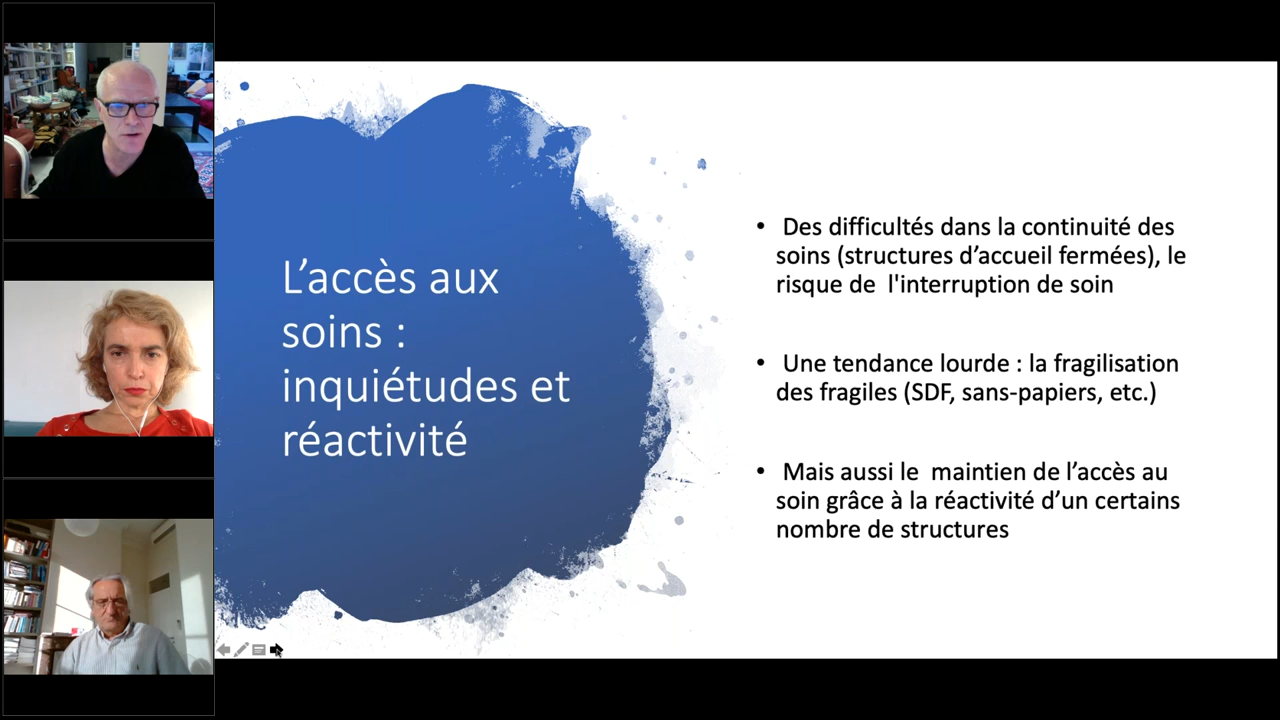 L’accès aux
soins :
inquiétudes et
réactivité
• Des difficultés dans la continuité des
soins (structures d’accueil fermées), le
risque de l'interruption de soin
• Une tendance lourde : la fragilisation
des fragiles (SDF, sans-papiers, etc.)
• Mais aussi le maintien de l’accès au
soin grâce à la réactivité d’un certains
nombre de structures